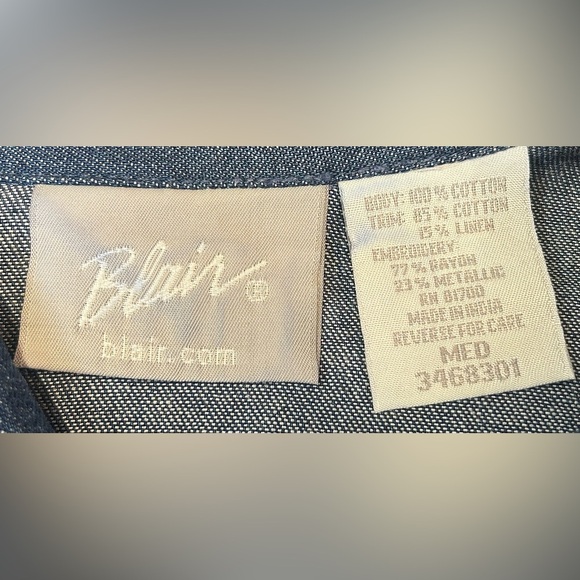 Blair®
blair.com
BODY: 100% COTTON
TRIM: 85% COTTON
15% LINEN
EMBROIDERY:
77% RAYON
23% METALLIC
RN 81700
MADE IN INDIA
REVERSE FOR CARE
MED
3468301